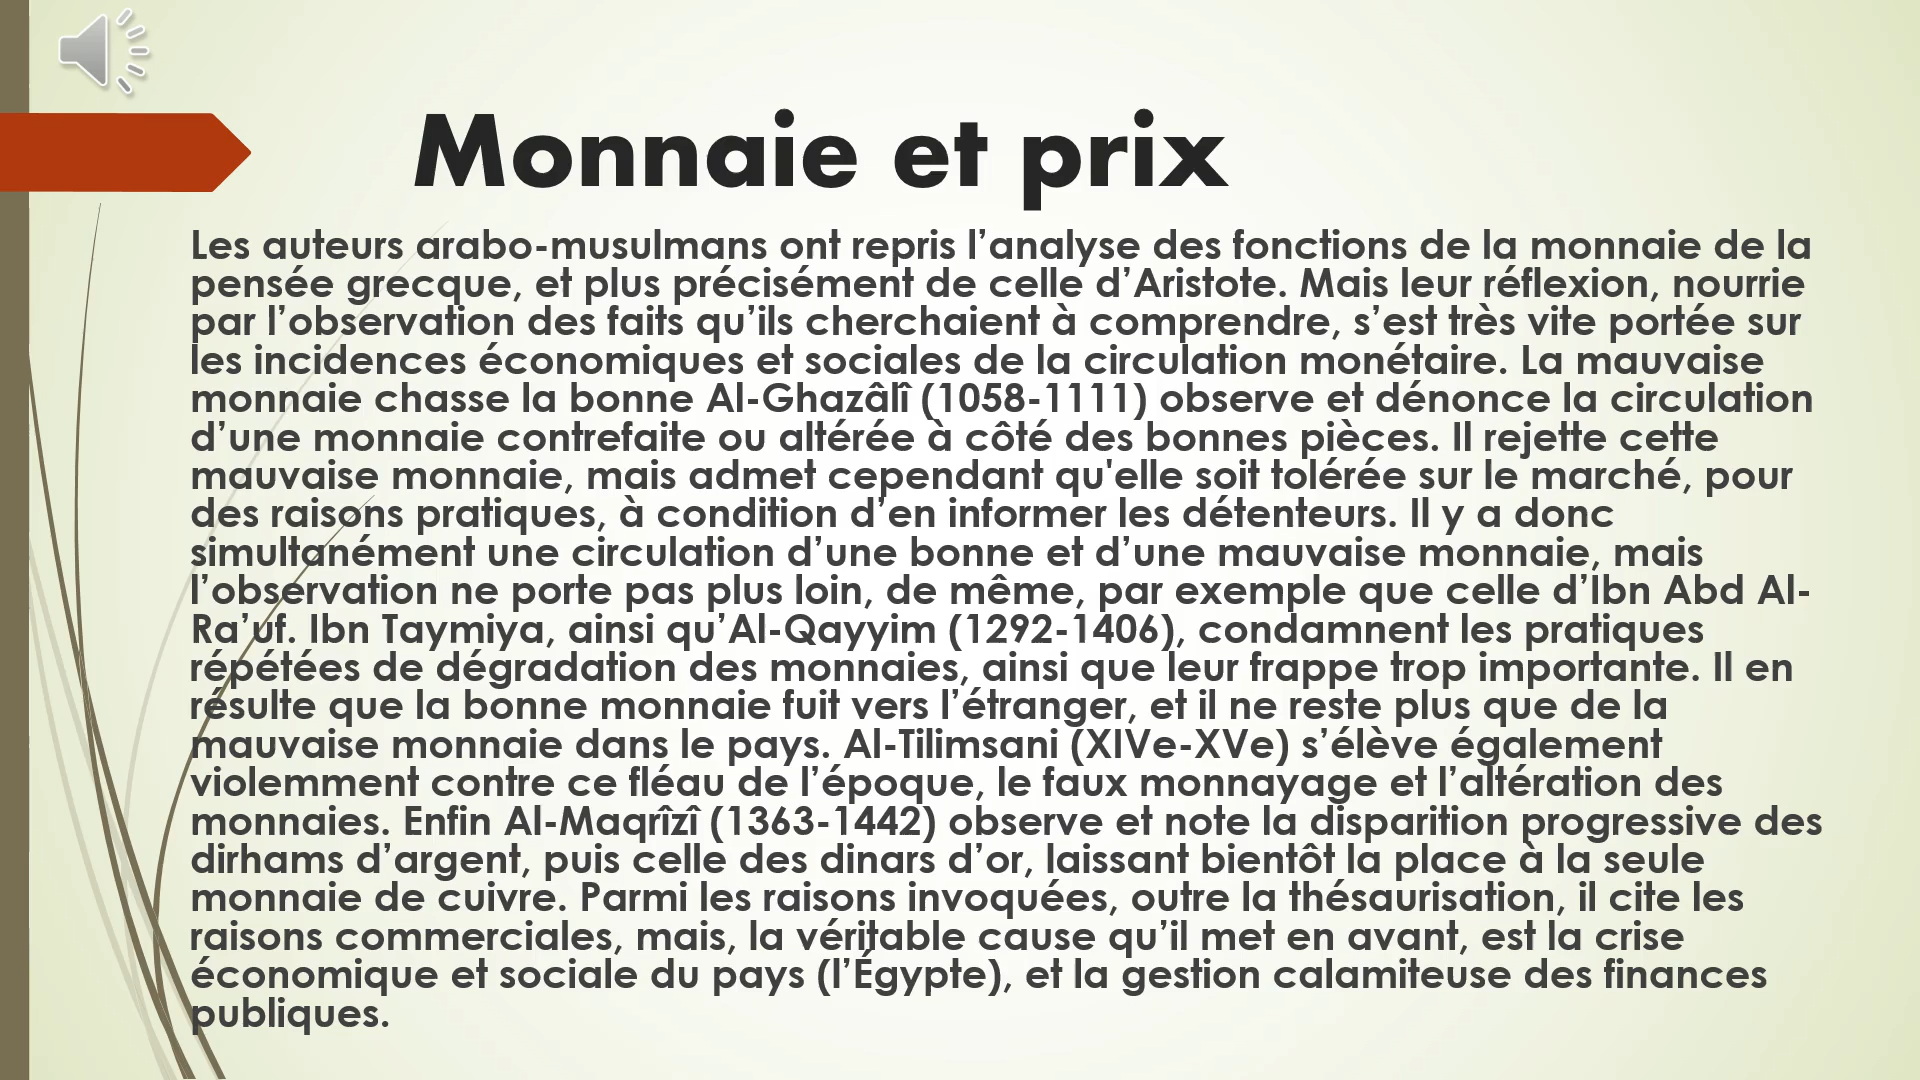 Monnaie et prix
Les auteurs arabo-musulmans ont repris l’analyse des fonctions de la monnaie de la
pensée grecque, et plus précisément de celle d’Aristote. Mais leur réflexion, nourrie
par l’observation des faits qu’ils cherchaient à comprendre, s’est très vite portée sur
les incidences économiques et sociales de la circulation monétaire. La mauvaise
monnaie chasse la bonne Al-Ghazâlî (1058-1111) observe et dénonce la circulation
d’une monnaie contrefaite ou altérée à côté des bonnes pièces. Il rejette cette
mauvaise monnaie, mais admet cependant qu'elle soit tolérée sur le marché, pour
des raisons pratiques, à condition d’en informer les détenteurs. Il y a donc
simultanément une circulation d’une bonne et d’une mauvaise monnaie, mais
l’observation ne porte pas plus loin, de même, par exemple que celle d’Ibn Abd Al-
Ra’uf. Ibn Taymiya, ainsi qu’Al-Qayyim (1292-1406), condamnent les pratiques
répétées de dégradation des monnaies, ainsi que leur frappe trop importante. Il en
résulte que la bonne monnaie fuit vers l’étranger, et il ne reste plus que de la
mauvaise monnaie dans le pays. Al-Tilimsani (XIVe-XVe) s’élève également
violemment contre ce fléau de l’époque, le faux monnayage et l’altération des
monnaies. Enfin Al-Maqrîzî (1363-1442) observe et note la disparition progressive des
dirhams d’argent, puis celle des dinars d’or, laissant bientôt la place à la seule
monnaie de cuivre. Parmi les raisons invoquées, outre la thésaurisation, il cite les
raisons commerciales, mais, la véritable cause qu’il met en avant, est la crise
économique et sociale du pays (l’Égypte), et la gestion calamiteuse des finances
publiques.